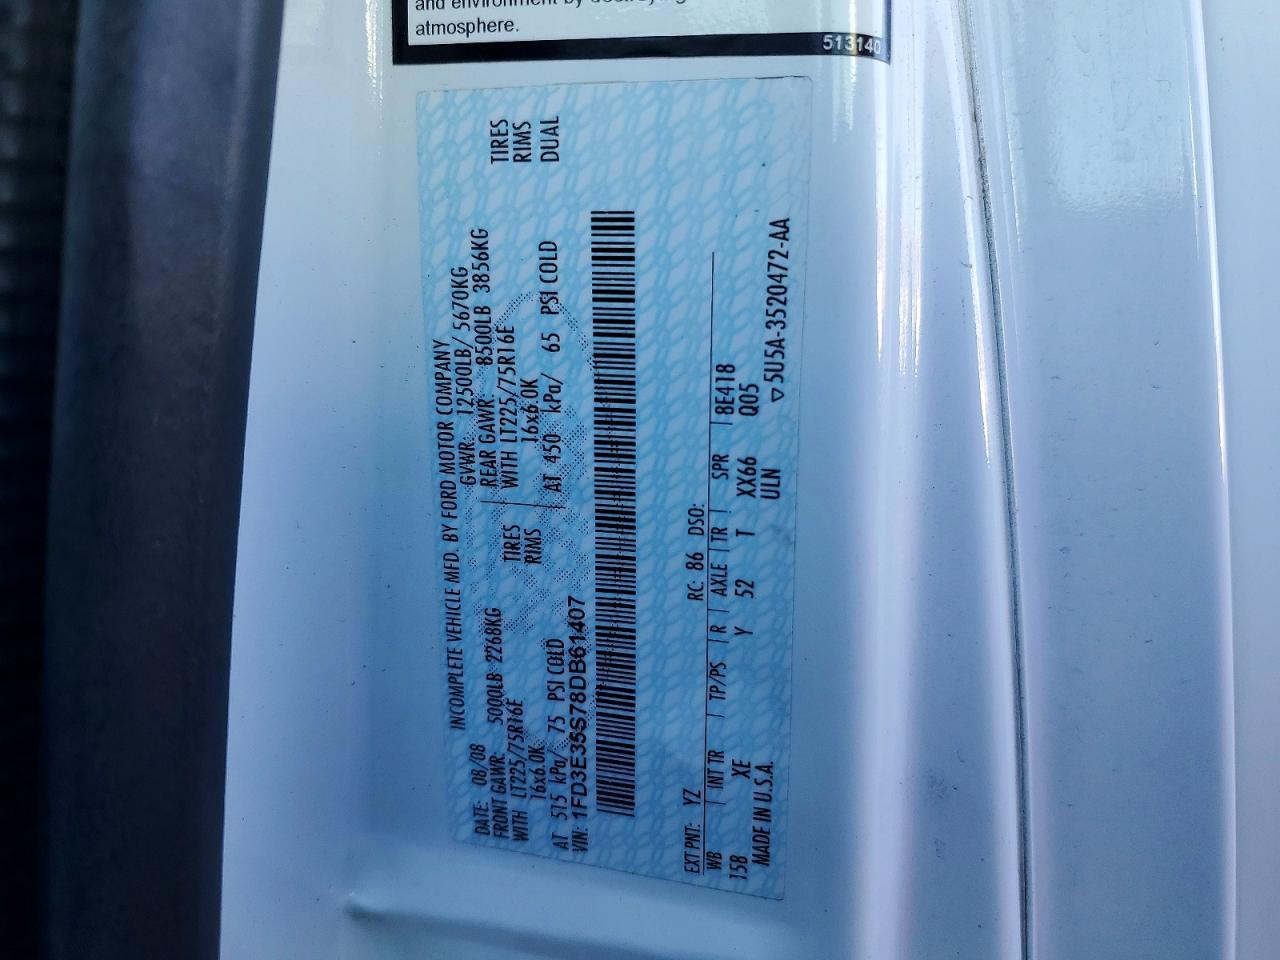 and environment by destroying
atmosphere.
513140
INCOMPLETE VEHICLE MFD. BY FORD MOTOR COMPANY
DATE: 08/08 GVWR: 12500LB/ 5670KG
FRONT GAWR: 5000LB 2268KG REAR GAWR: 8500LB 3856KG
WITH LT225/75R16E TIRES WITH LT225/75R16E TIRES
16x6.0K RIMS 16x6.0K RIMS
AT 515 kPa/ 75 PSI COLD AT 450 kPa/ 65 PSI COLD DUAL
VIN: 1FD3E35S78DB61407
EXT PNT: YZ RC: 86 DSO:
WB INT TR TP/PS R AXLE TR SPR 8E418
158 XE Y 52 T XX66 Q05
MADE IN U.S.A. ULN
▽5U5A-3520472-AA